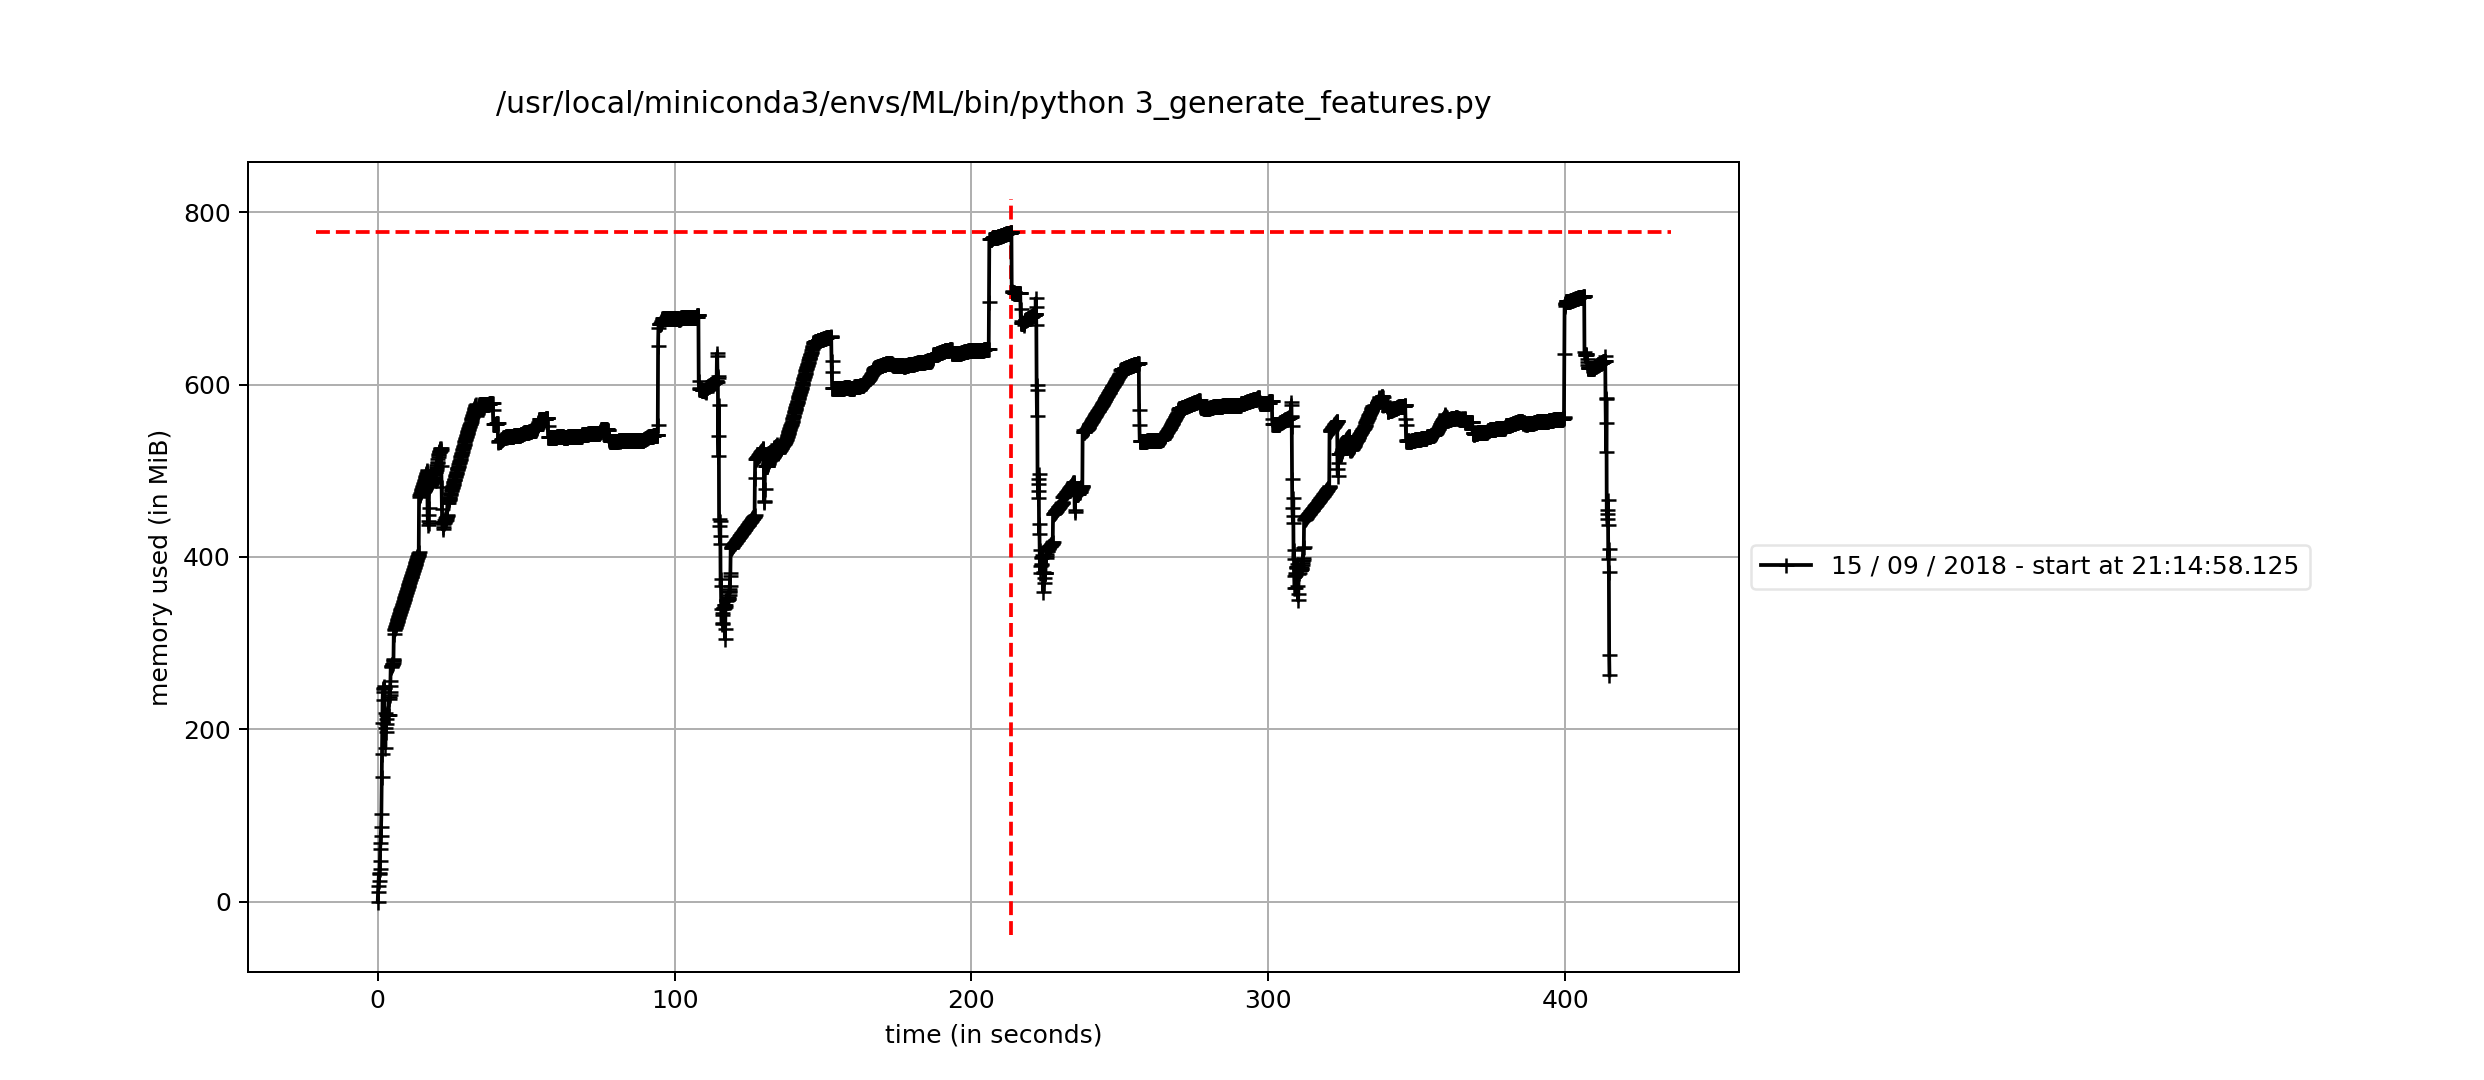 /usr/local/miniconda3/envs/ML/bin/python 3_generate_features.py
800
600
400
200
0
memory used (in MiB)
0 100 200 300 400
time (in seconds)
15 / 09 / 2018 - start at 21:14:58.125